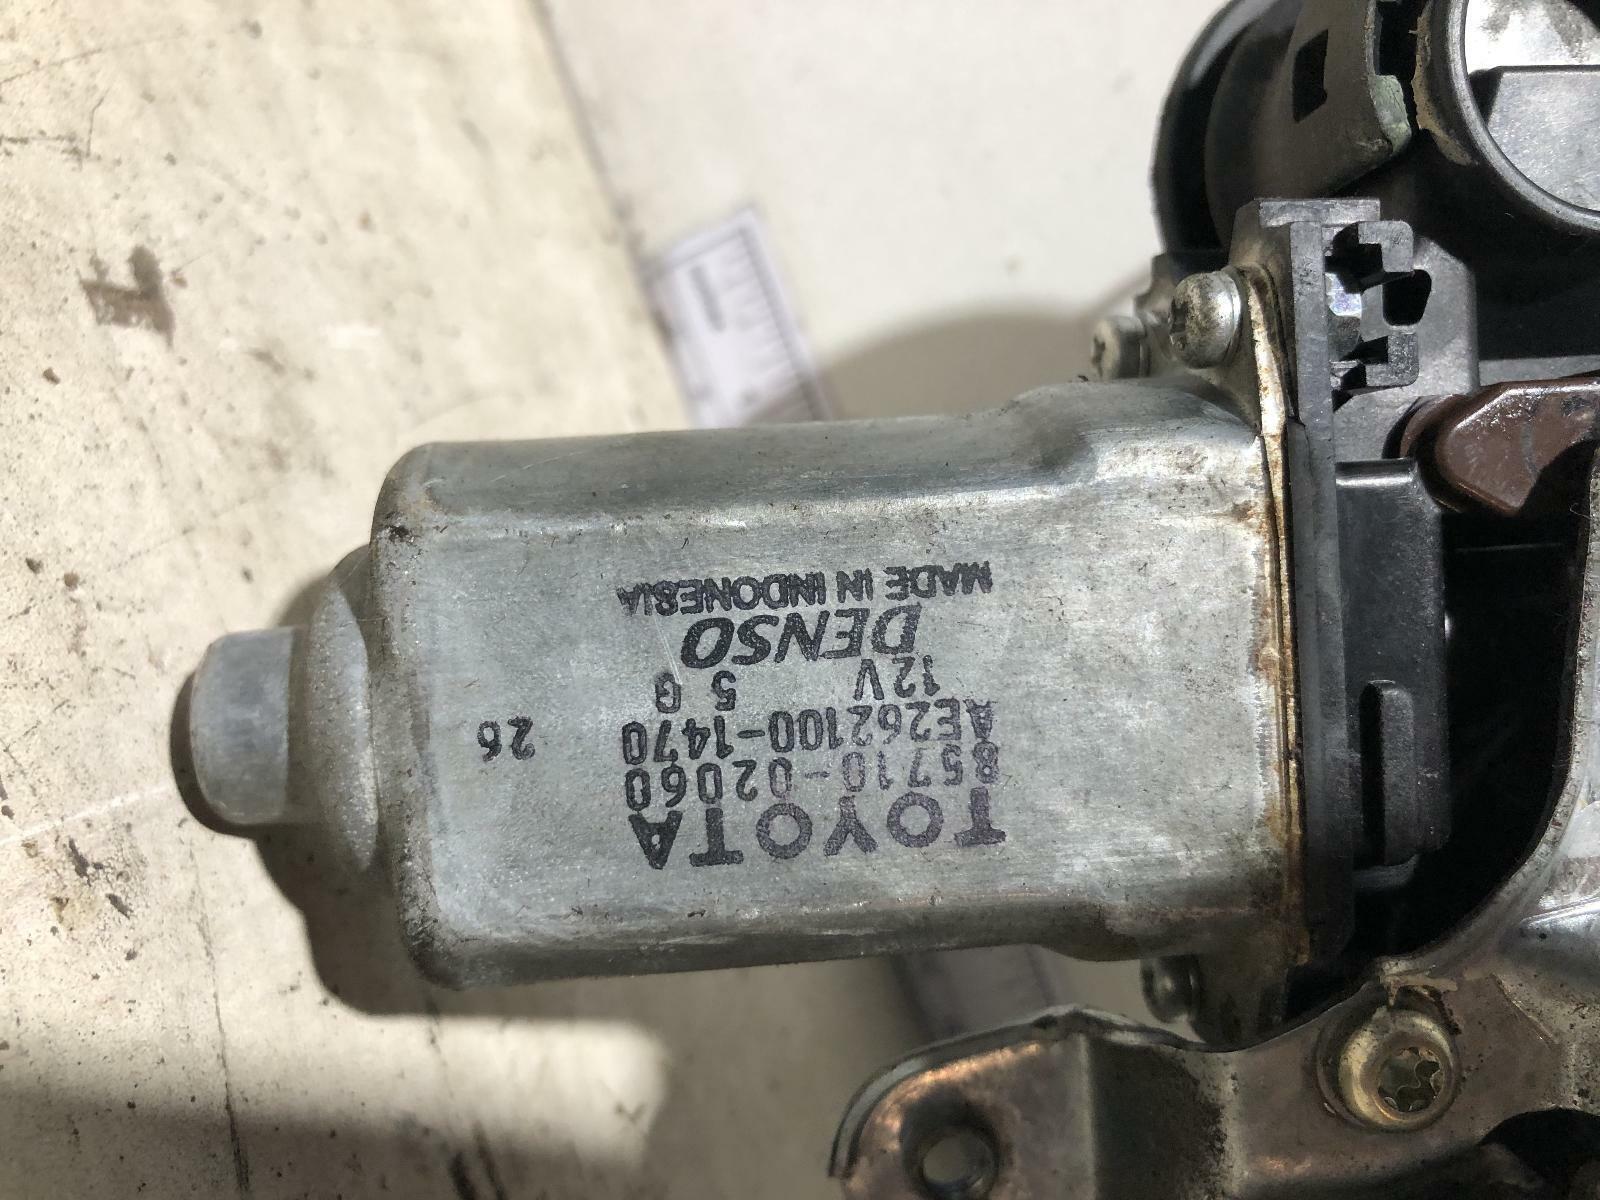 TOYOTA
85710-02060
AE262100-1470
12V 5 G
DENSO
MADE IN INDONESIA
26